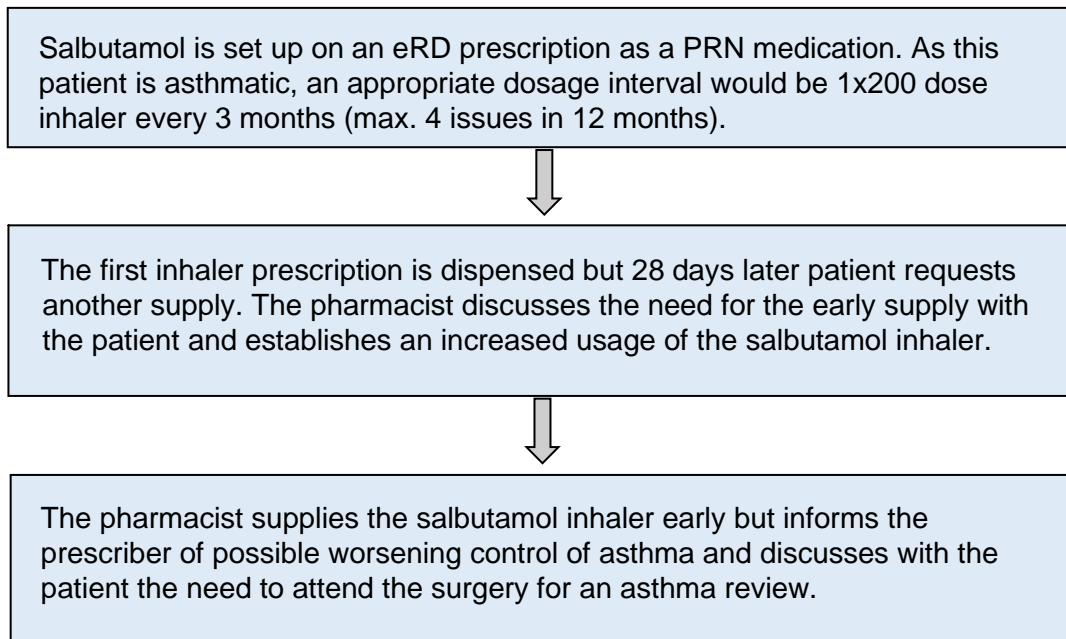 Salbutamol is set up on an eRD prescription as a PRN medication. As this
patient is asthmatic, an appropriate dosage interval would be 1x200 dose
inhaler every 3 months (max. 4 issues in 12 months).
The first inhaler prescription is dispensed but 28 days later patient requests
another supply. The pharmacist discusses the need for the early supply with
the patient and establishes an increased usage of the salbutamol inhaler.
The pharmacist supplies the salbutamol inhaler early but informs the
prescriber of possible worsening control of asthma and discusses with the
patient the need to attend the surgery for an asthma review.